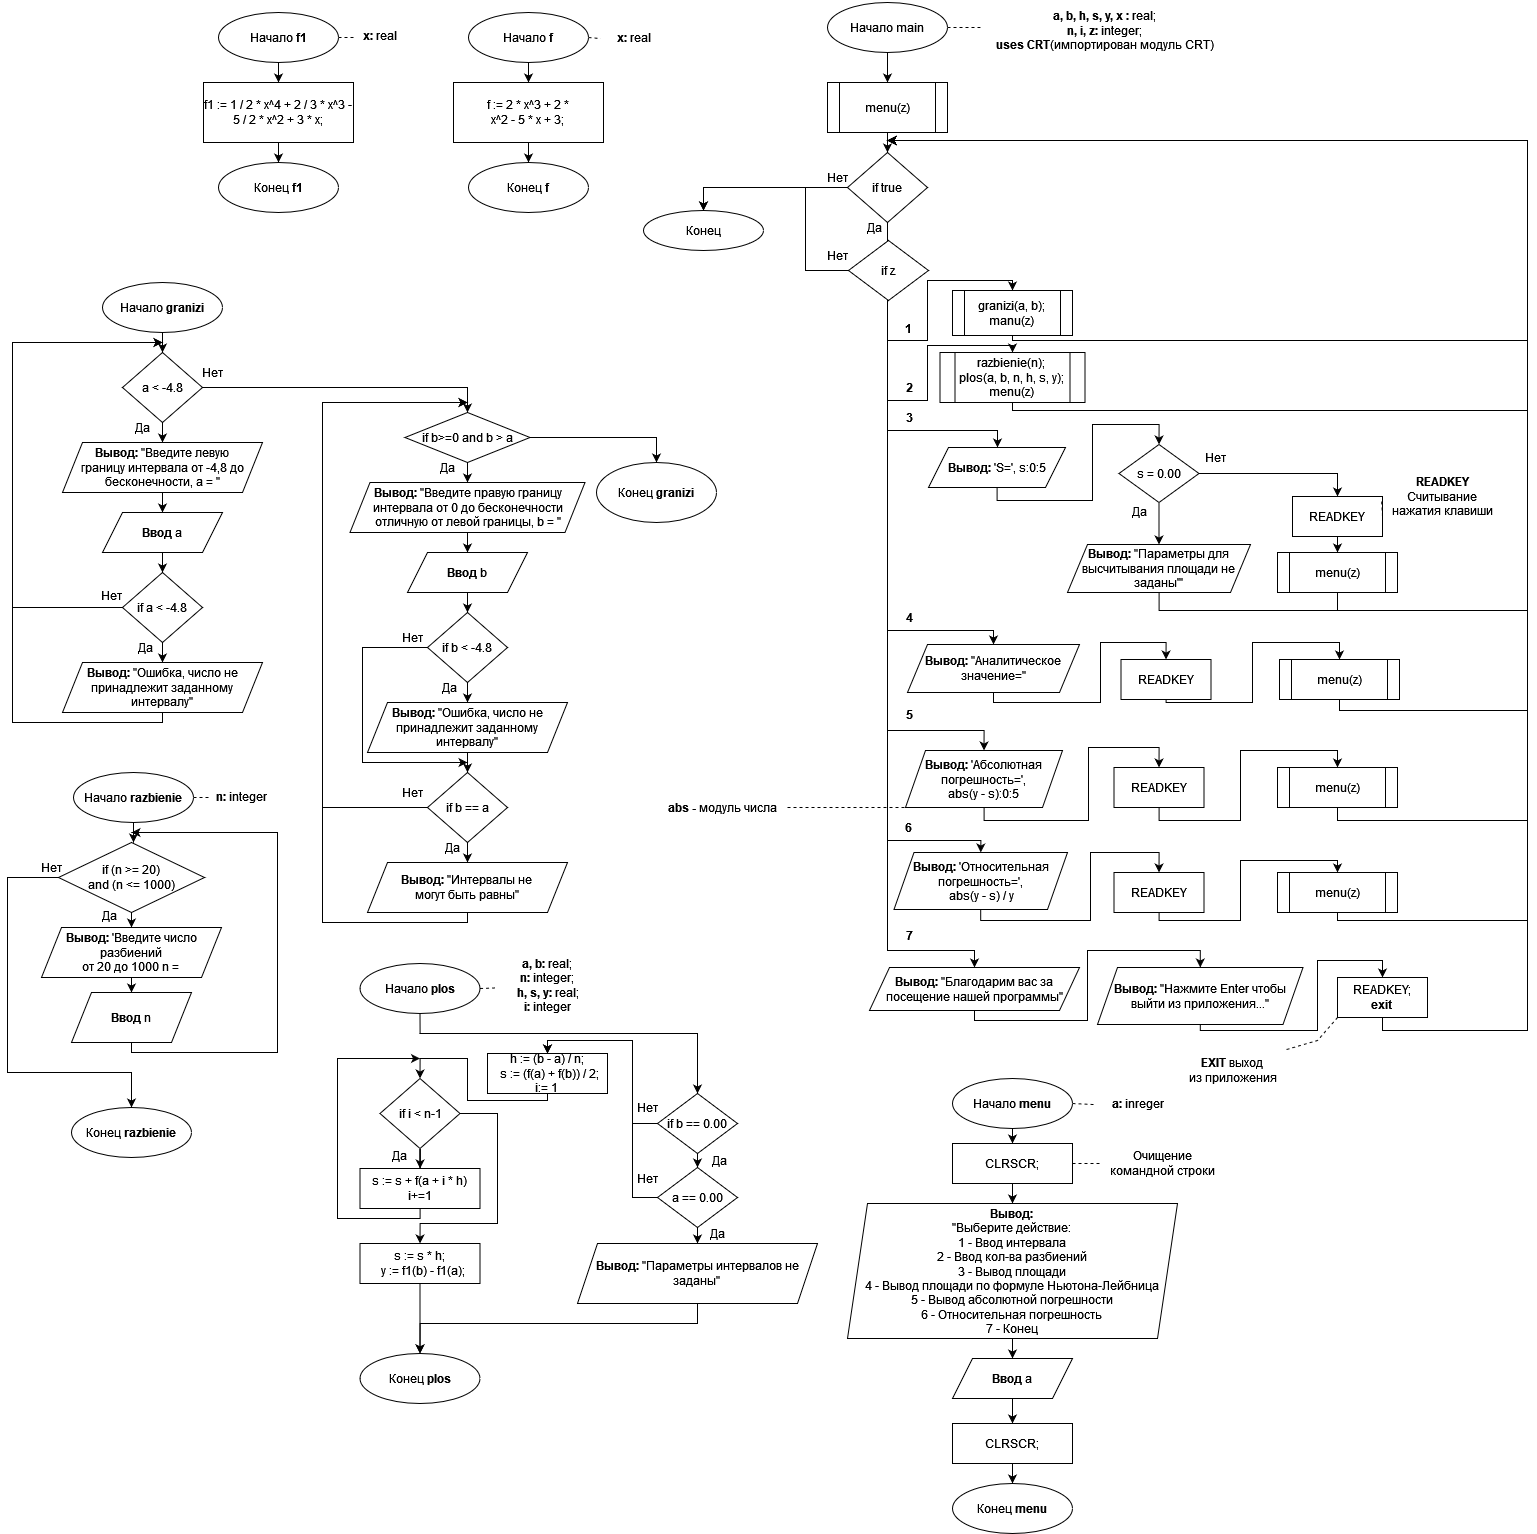 Начало f1
x: real
f1 := 1 / 2 * x^4 + 2 / 3 * x^3 -
5 / 2 * x^2 + 3 * x;
Конец f1
Начало f
x: real
f := 2 * x^3 + 2 *
x^2 - 5 * x + 3;
Конец f
Начало main
a, b, h, s, y, x : real;
n, i, z: integer;
uses CRT(импортирован модуль CRT)
menu(z)
if true
Нет
Да
Конец
if z
Нет
1
granizi(a, b);
manu(z)
2
razbienie(n);
plos(a, b, n, h, s, y);
menu(z)
3
Вывод: 'S=', s:0:5
s = 0.00
Нет
Да
READKEY
READKEY
Считывание
нажатия клавиши
menu(z)
Вывод: "Параметры для
высчитывания площади не
заданы'"
4
Вывод: "Аналитическое
значение="
READKEY
menu(z)
5
Вывод: 'Абсолютная
погрешность=',
abs(y - s):0:5
abs - модуль числа
READKEY
menu(z)
6
Вывод: 'Относительная
погрешность=',
abs(y - s) / y
READKEY
menu(z)
7
Вывод: "Благодарим вас за
посещение нашей программы"
Вывод: "Нажмите Enter чтобы
выйти из приложения..."
READKEY;
exit
EXIT выход
из приложения
Начало granizi
a < -4.8
Нет
Да
Вывод: "Введите левую
границу интервала от -4,8 до
бесконечности, a = "
Ввод a
if a < -4.8
Нет
Да
Вывод: "Ошибка, число не
принадлежит заданному
интервалу"
if b>=0 and b > a
Да
Конец granizi
Вывод: "Введите правую границу
интервала от 0 до бесконечности
отличную от левой границы, b = "
Ввод b
if b < -4.8
Нет
Да
Вывод: "Ошибка, число не
принадлежит заданному
интервалу"
if b == a
Нет
Да
Вывод: "Интервалы не
могут быть равны"
Начало razbienie
n: integer
if (n >= 20)
and (n <= 1000)
Нет
Да
Вывод: 'Введите число
разбиений
от 20 до 1000 n =
Ввод n
Конец razbienie
Начало plos
a, b: real;
n: integer;
h, s, y: real;
i: integer
h := (b - a) / n;
s := (f(a) + f(b)) / 2;
i:= 1
if i < n-1
Да
s := s + f(a + i * h)
i+=1
s := s * h;
y := f1(b) - f1(a);
if b == 0.00
Нет
Да
a == 0.00
Нет
Да
Вывод: "Параметры интервалов не
заданы"
Конец plos
Начало menu
a: inreger
CLRSCR;
Очищение
командной строки
Вывод:
"Выберите действие:
1 - Ввод интервала
2 - Ввод кол-ва разбиений
3 - Вывод площади
4 - Вывод площади по формуле Ньютона-Лейбница
5 - Вывод абсолютной погрешности
6 - Относительная погрешность
7 - Конец
Ввод a
CLRSCR;
Конец menu